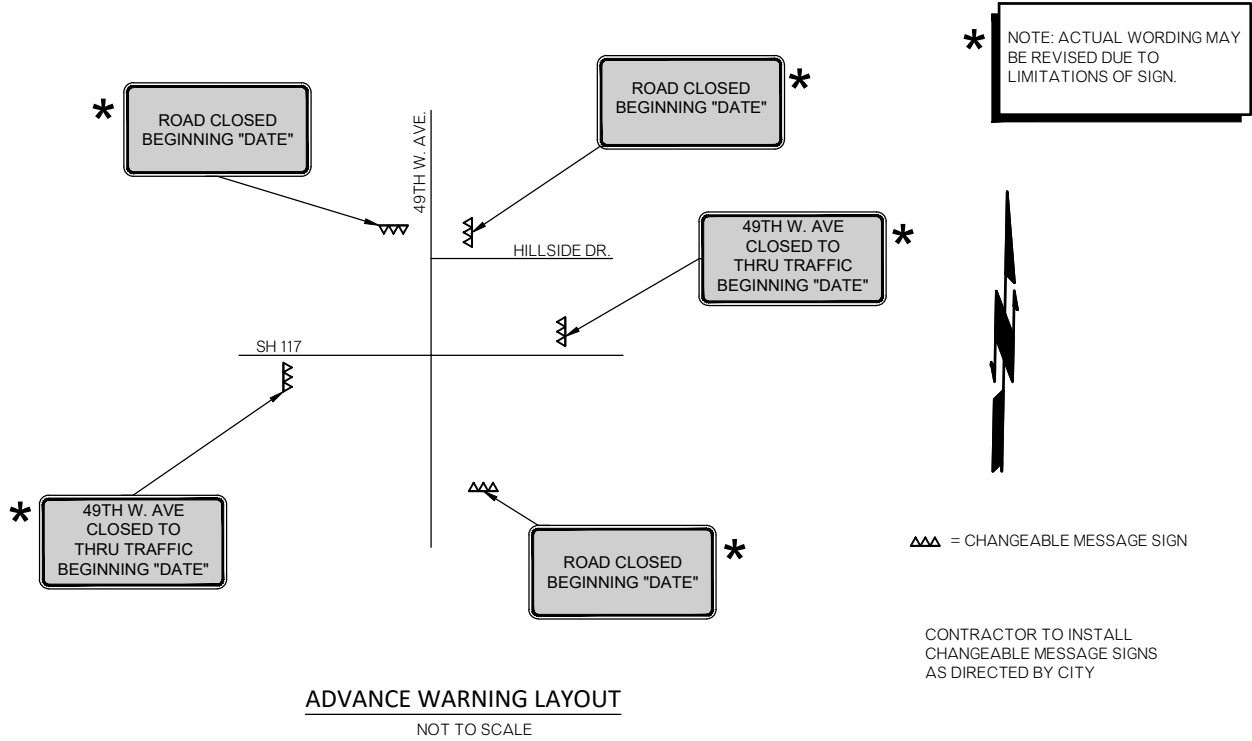 *
NOTE: ACTUAL WORDING MAY
BE REVISED DUE TO
LIMITATIONS OF SIGN.
*
ROAD CLOSED
BEGINNING "DATE"
ROAD CLOSED
BEGINNING "DATE"
*
49TH W. AVE.
HILLSIDE DR.
49TH W. AVE
CLOSED TO
THRU TRAFFIC
BEGINNING "DATE"
*
SH 117
*
49TH W. AVE
CLOSED TO
THRU TRAFFIC
BEGINNING "DATE"
ROAD CLOSED
BEGINNING "DATE"
*
N
= CHANGEABLE MESSAGE SIGN
CONTRACTOR TO INSTALL
CHANGEABLE MESSAGE SIGNS
AS DIRECTED BY CITY
ADVANCE WARNING LAYOUT
NOT TO SCALE